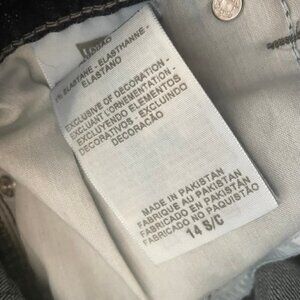 % ELASTANE - ELASTHANNE -
ELASTANO
EXCLUSIVE OF DECORATION -
EXCLUANT L'ORNEMENTATION -
EXCLUYENDO ELEMENTOS
DECORATIVOS - EXCLUINDO
DECORAÇÃO
MADE IN PAKISTAN
FABRIQUE AU PAKISTAN
FABRICADO EN PAKISTAN
FABRICADO NO PAKISTAN
14 S/C